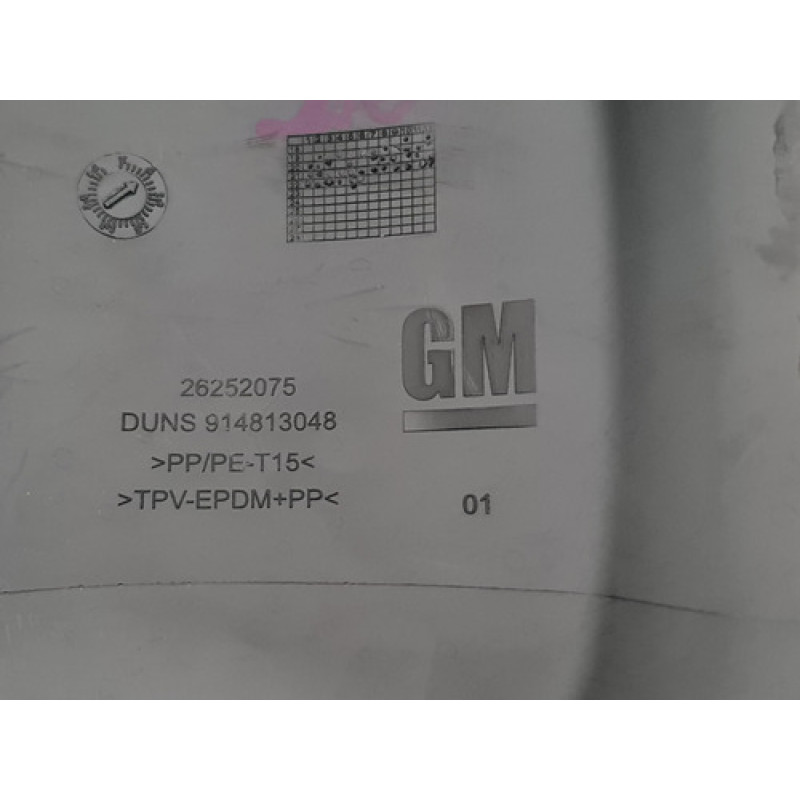 GM
26252075
DUNS 914813048
>PP/PE-T15<
>TPV-EPDM+PP<
01